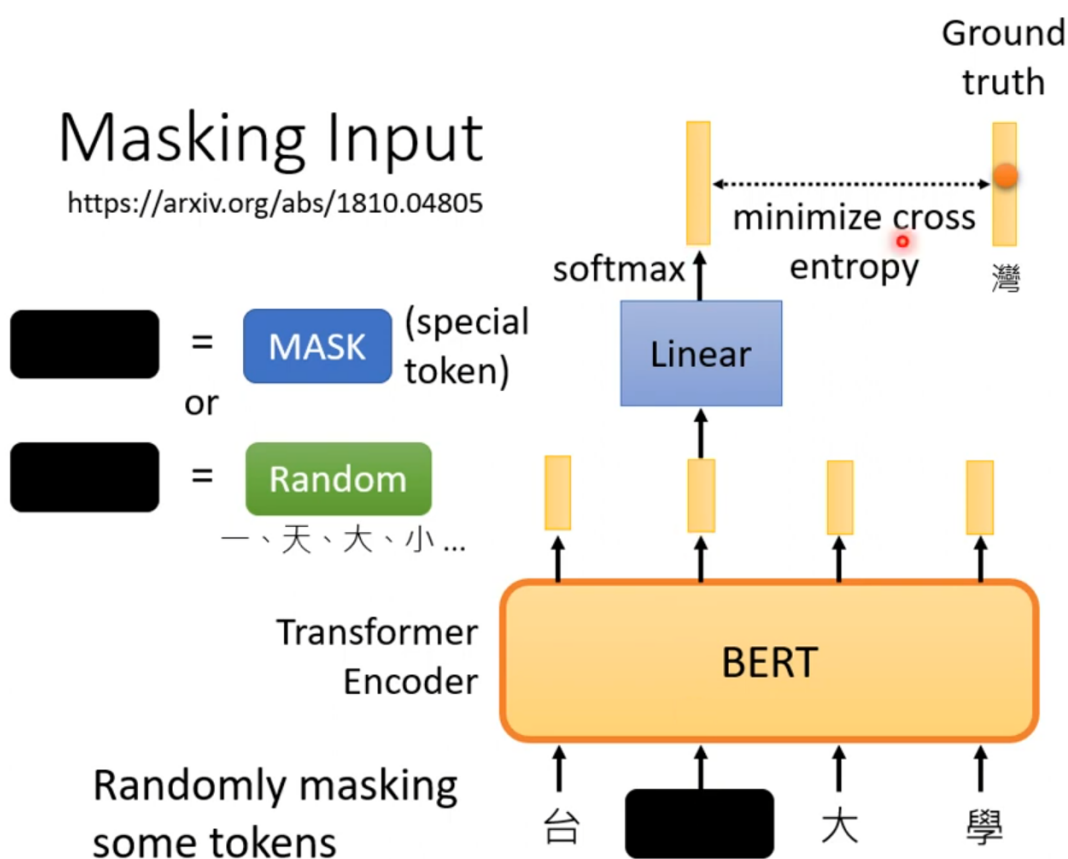 Masking Input
https://arxiv.org/abs/1810.04805
Ground
truth
minimize cross
entropy
灣
softmax
Linear
= MASK (special
token)
or
= Random
一、天、大、小 ...
Transformer
Encoder
BERT
Randomly masking
some tokens
台 大 學